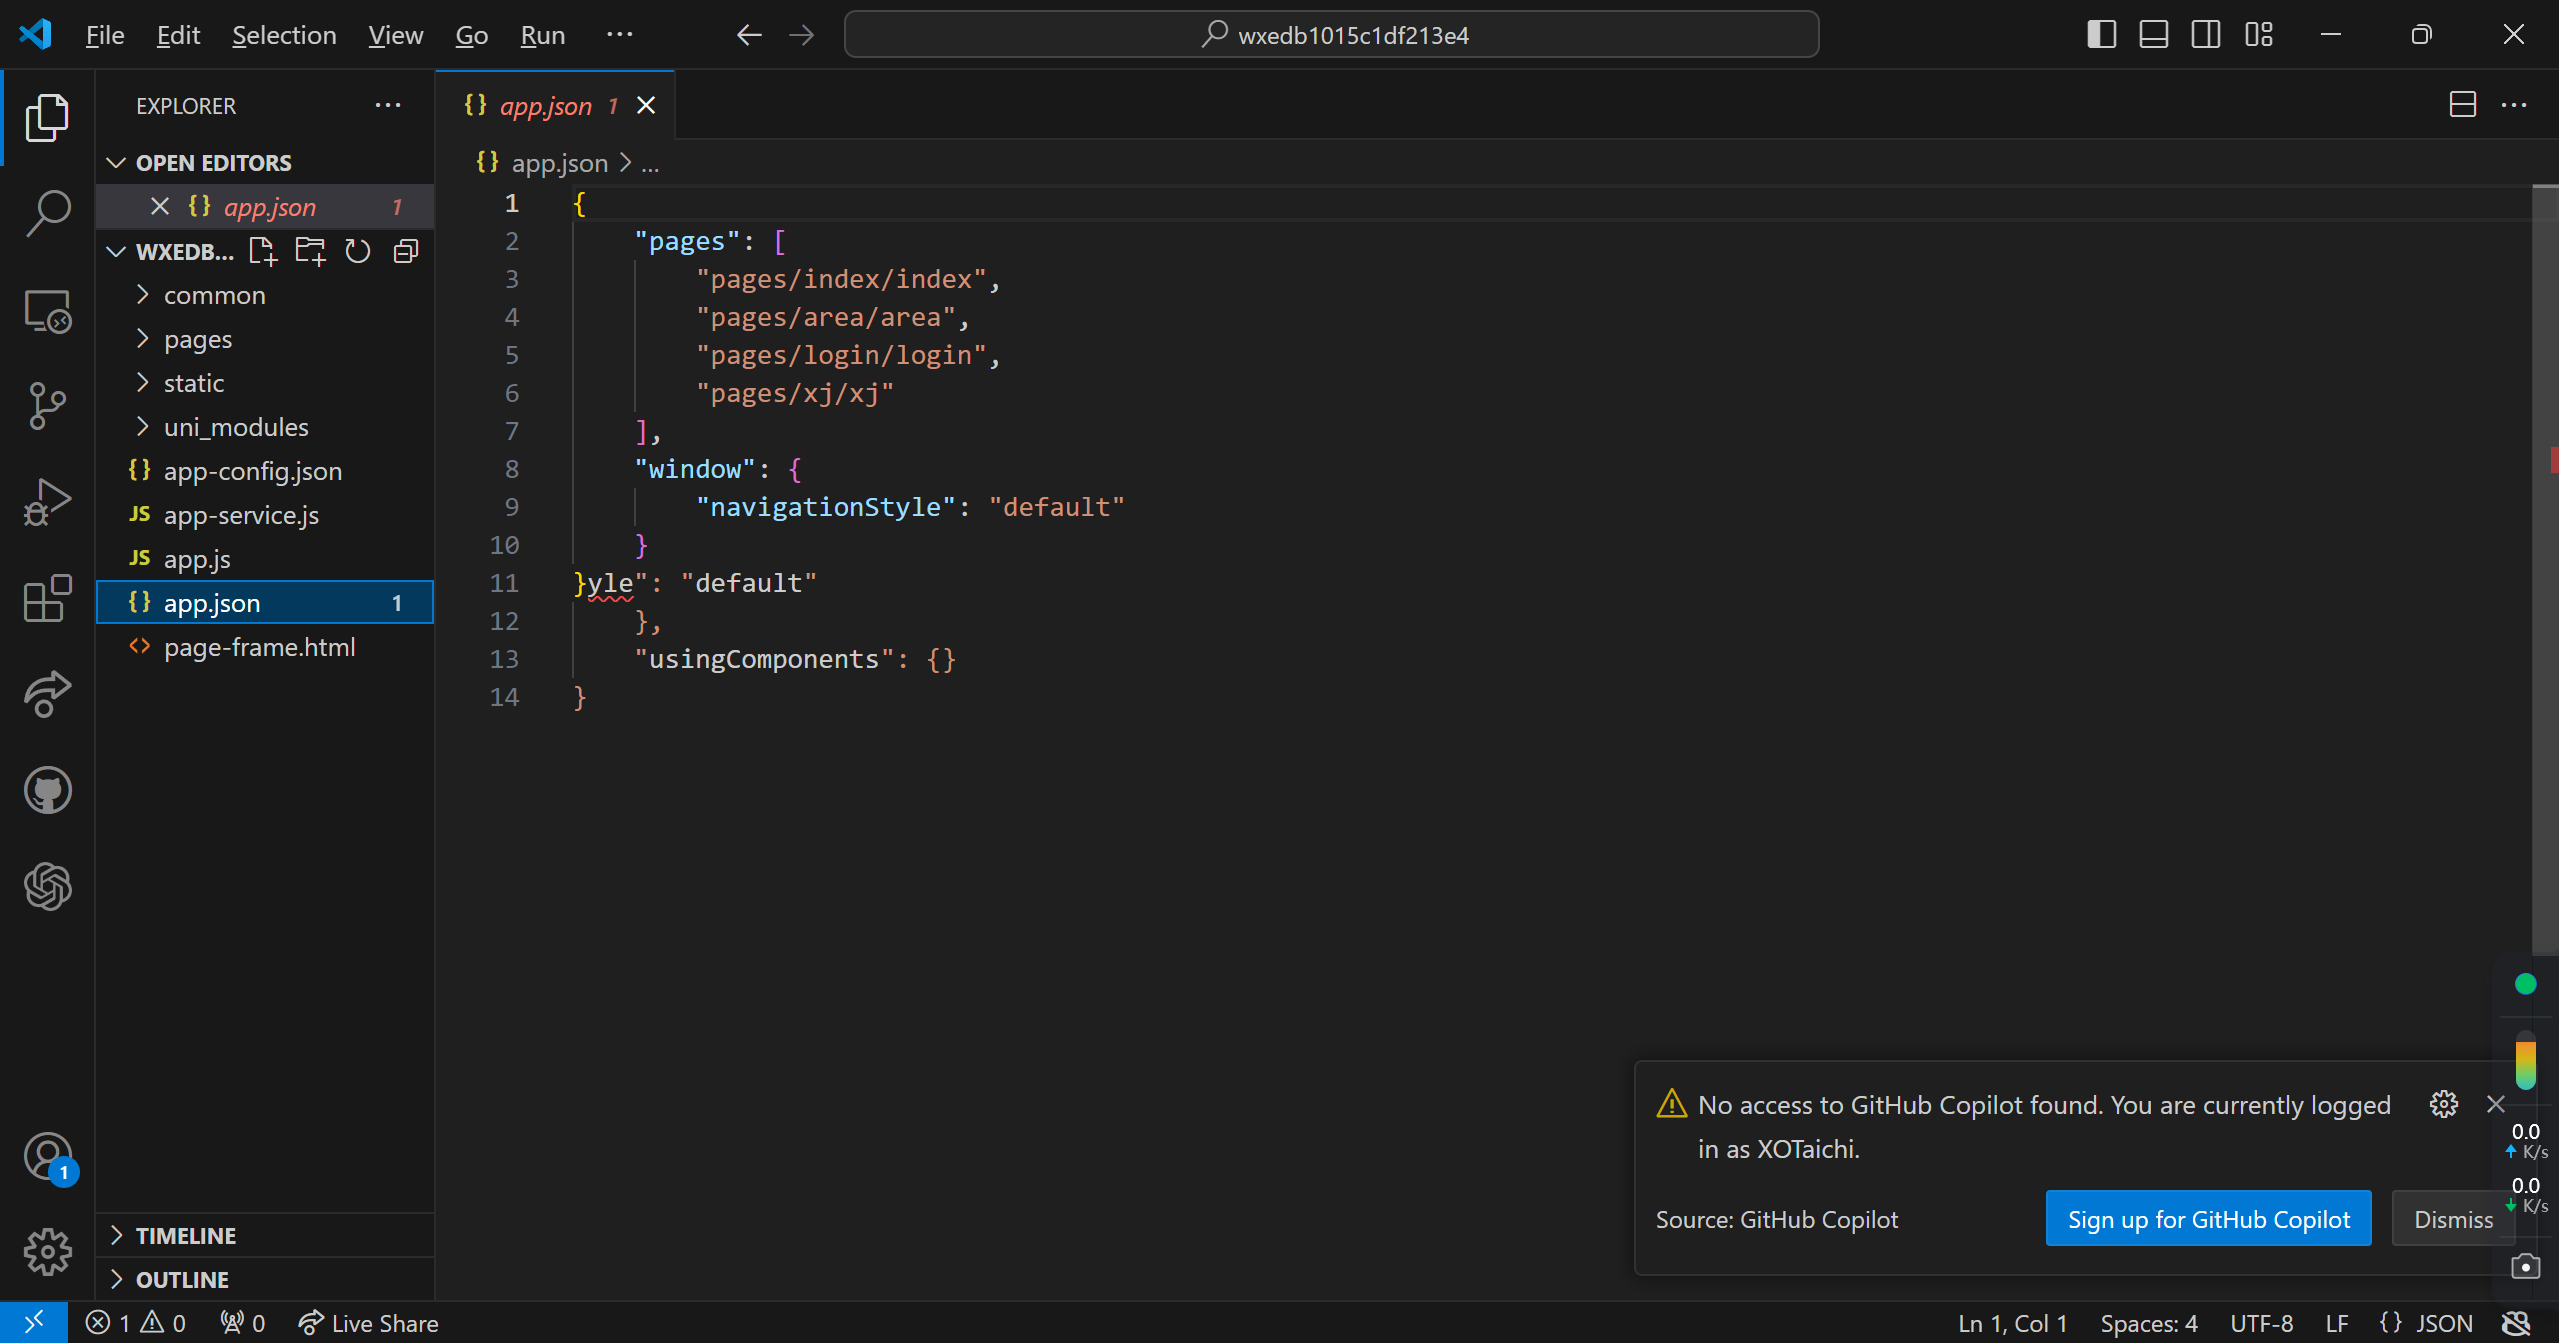 File Edit Selection View Go Run ··· wxedb1015c1df213e4
EXPLORER ···
OPEN EDITORS
{} app.json 1
WXEDB...
common
pages
static
uni_modules
{} app-config.json
JS app-service.js
JS app.js
{} app.json 1
<> page-frame.html
TIMELINE
OUTLINE
{} app.json 1
{} app.json > ...
1 {
2 "pages": [
3 "pages/index/index",
4 "pages/area/area",
5 "pages/login/login",
6 "pages/xj/xj"
7 ],
8 "window": {
9 "navigationStyle": "default"
10 }
11 }yle": "default"
12 },
13 "usingComponents": {}
14 }
No access to GitHub Copilot found. You are currently logged
in as XOTaichi.
Source: GitHub Copilot Sign up for GitHub Copilot Dismiss
0.0
K/s
0.0
K/s
1
1 0 0 Live Share Ln 1, Col 1 Spaces: 4 UTF-8 LF {} JSON